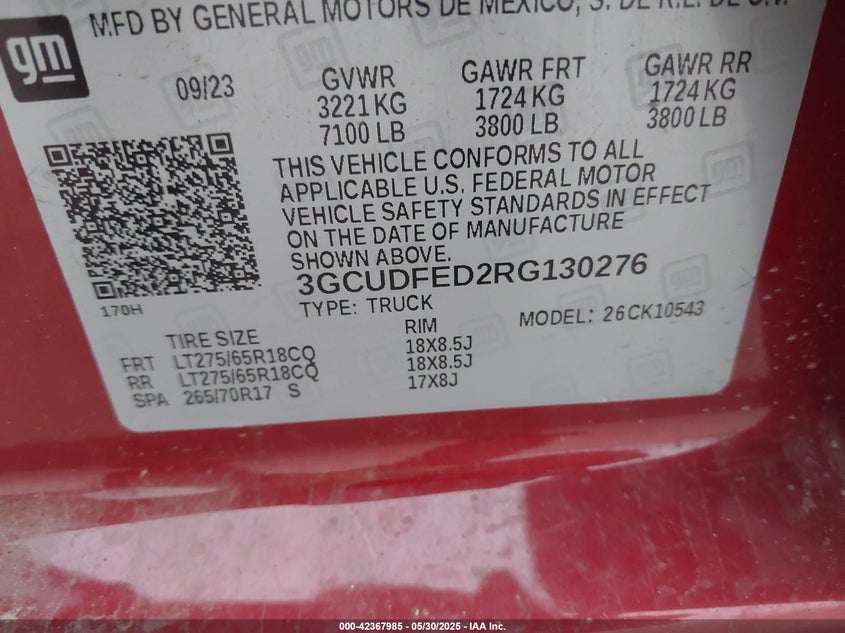 MFD BY GENERAL MOTORS DE MEXICO, S. DE R.L. DE C.V.
gm
09/23 GVWR GAWR FRT GAWR RR
3221 KG 1724 KG 1724 KG
7100 LB 3800 LB 3800 LB
THIS VEHICLE CONFORMS TO ALL
APPLICABLE U.S. FEDERAL MOTOR
VEHICLE SAFETY STANDARDS IN EFFECT
ON THE DATE OF MANUFACTURE
SHOWN ABOVE.
3GCUDFED2RG130276
170H TYPE: TRUCK MODEL: 26CK10543
TIRE SIZE RIM
FRT LT275/65R18CQ 18X8.5J
RR LT275/65R18CQ 18X8.5J
SPA 265/70R17 S 17X8J
000-42367985 - 05/30/2025 - IAA Inc.